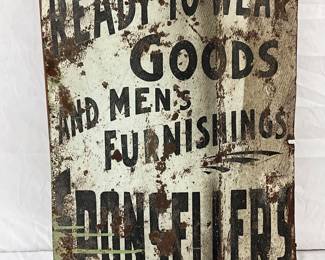 READY TO WEAR
GOODS
AND MEN'S
FURNISHINGS